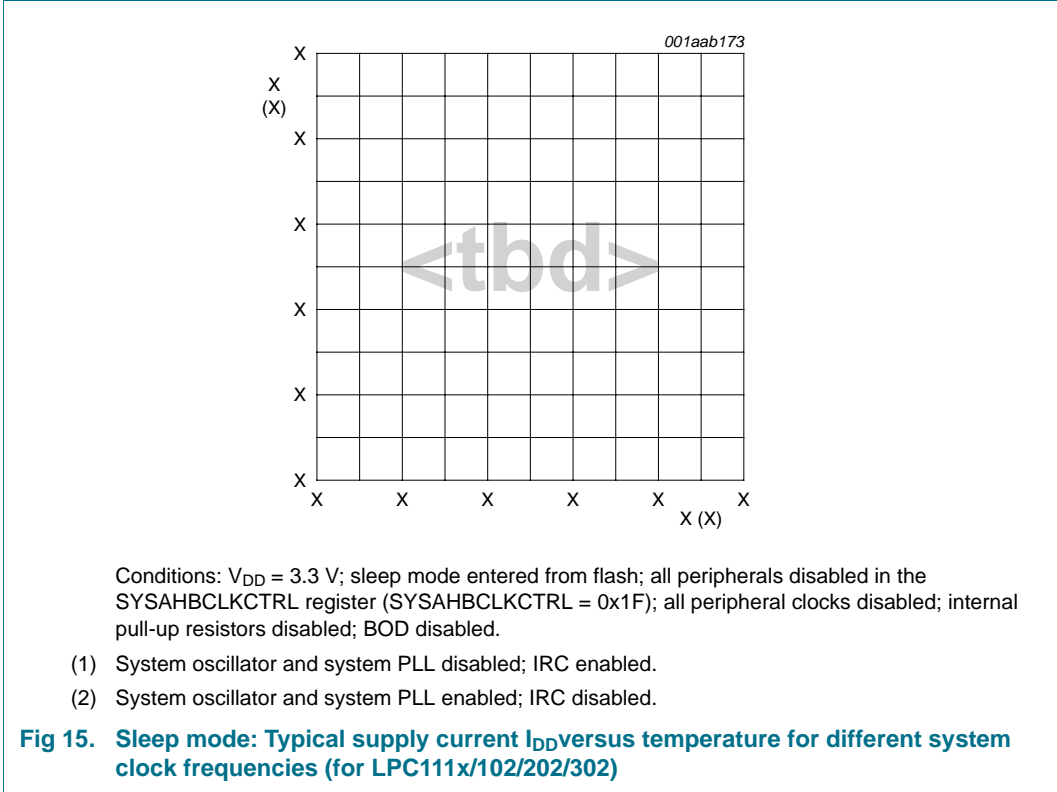 001aab173
X
X
(X)
X
X
<tbd>
X
X
X
X X X X X X
X (X)
Conditions: VDD = 3.3 V; sleep mode entered from flash; all peripherals disabled in the
SYSAHBCLKCTRL register (SYSAHBCLKCTRL = 0x1F); all peripheral clocks disabled; internal
pull-up resistors disabled; BOD disabled.
(1) System oscillator and system PLL disabled; IRC enabled.
(2) System oscillator and system PLL enabled; IRC disabled.
Fig 15. Sleep mode: Typical supply current IDDversus temperature for different system
clock frequencies (for LPC111x/102/202/302)